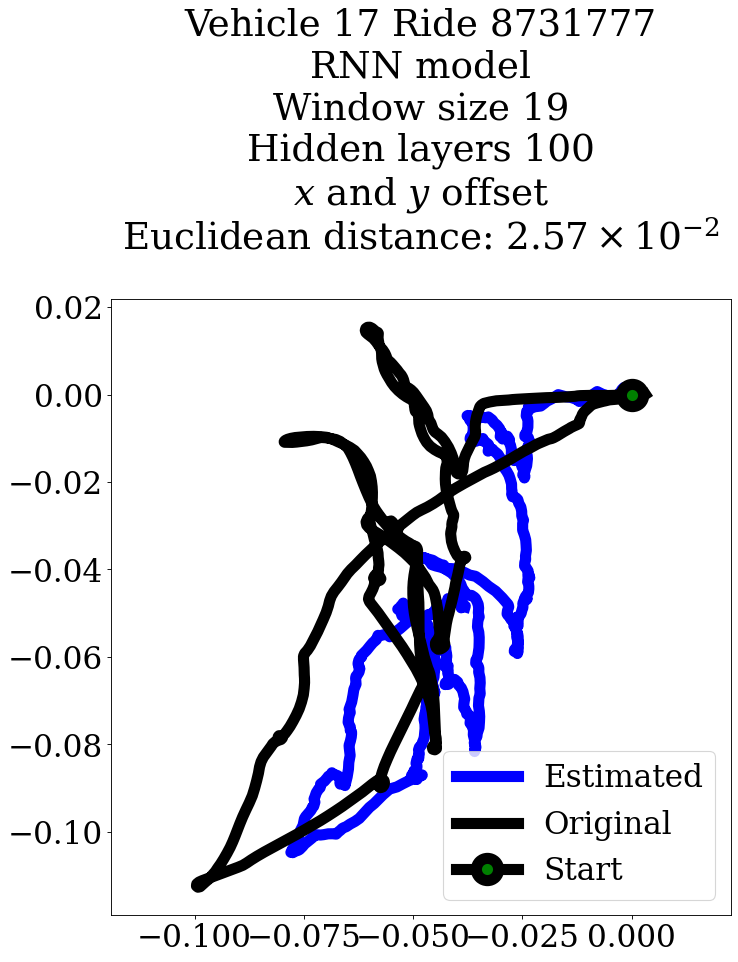 Vehicle 17 Ride 8731777
RNN model
Window size 19
Hidden layers 100
x and y offset
Euclidean distance: 2.57 × 10⁻²
0.02
0.00
−0.02
−0.04
−0.06
−0.08
−0.10
Estimated
Original
Start
−0.100 −0.075 −0.050 −0.025 0.000